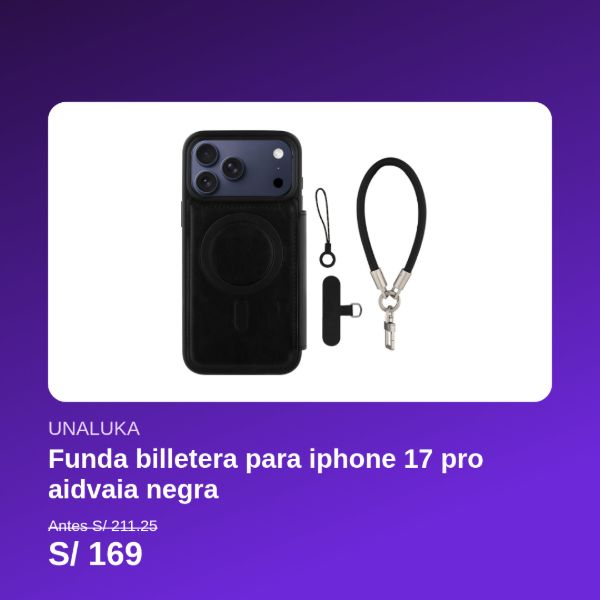 UNALUKA
Funda billetera para iphone 17 pro
aidvaia negra
Antes S/ 211.25
S/ 169